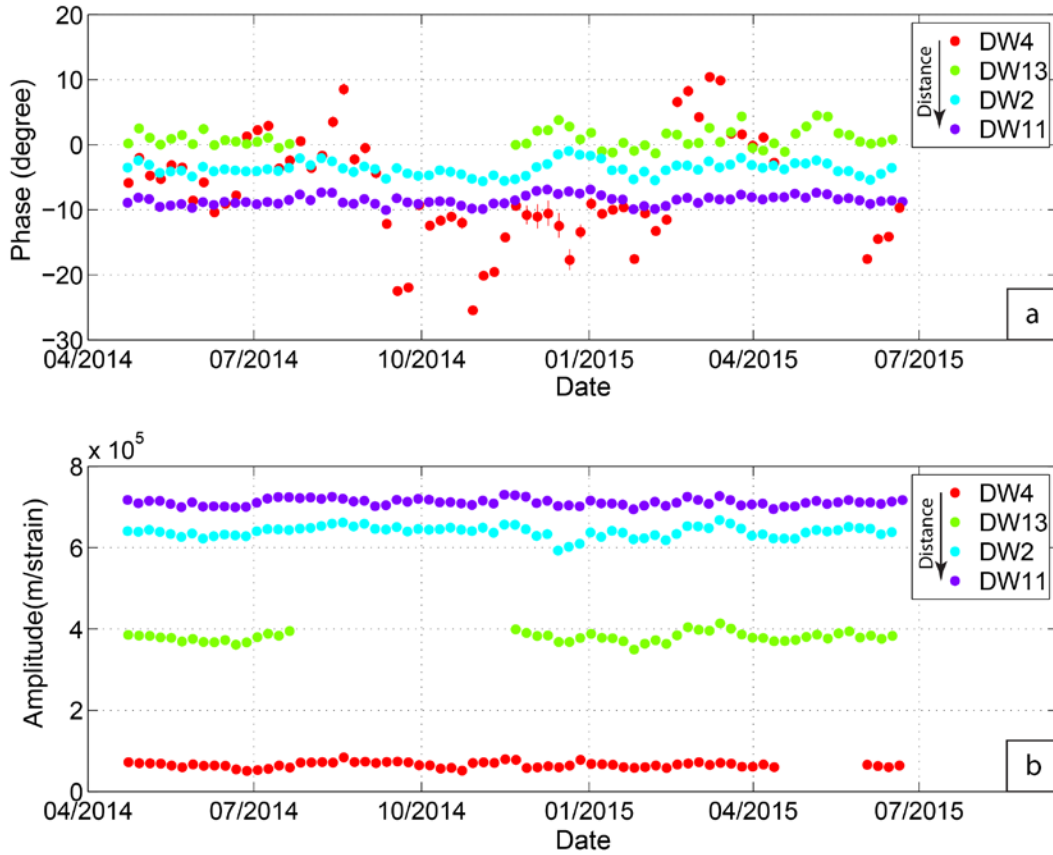 20
10
0
−10
−20
−30
Phase (degree)
04/2014
07/2014
10/2014
01/2015
04/2015
07/2015
Date
Distance
DW4
DW13
DW2
DW11
a
x 10^5
8
6
4
2
0
Amplitude(m/strain)
04/2014
07/2014
10/2014
01/2015
04/2015
07/2015
Date
Distance
DW4
DW13
DW2
DW11
b